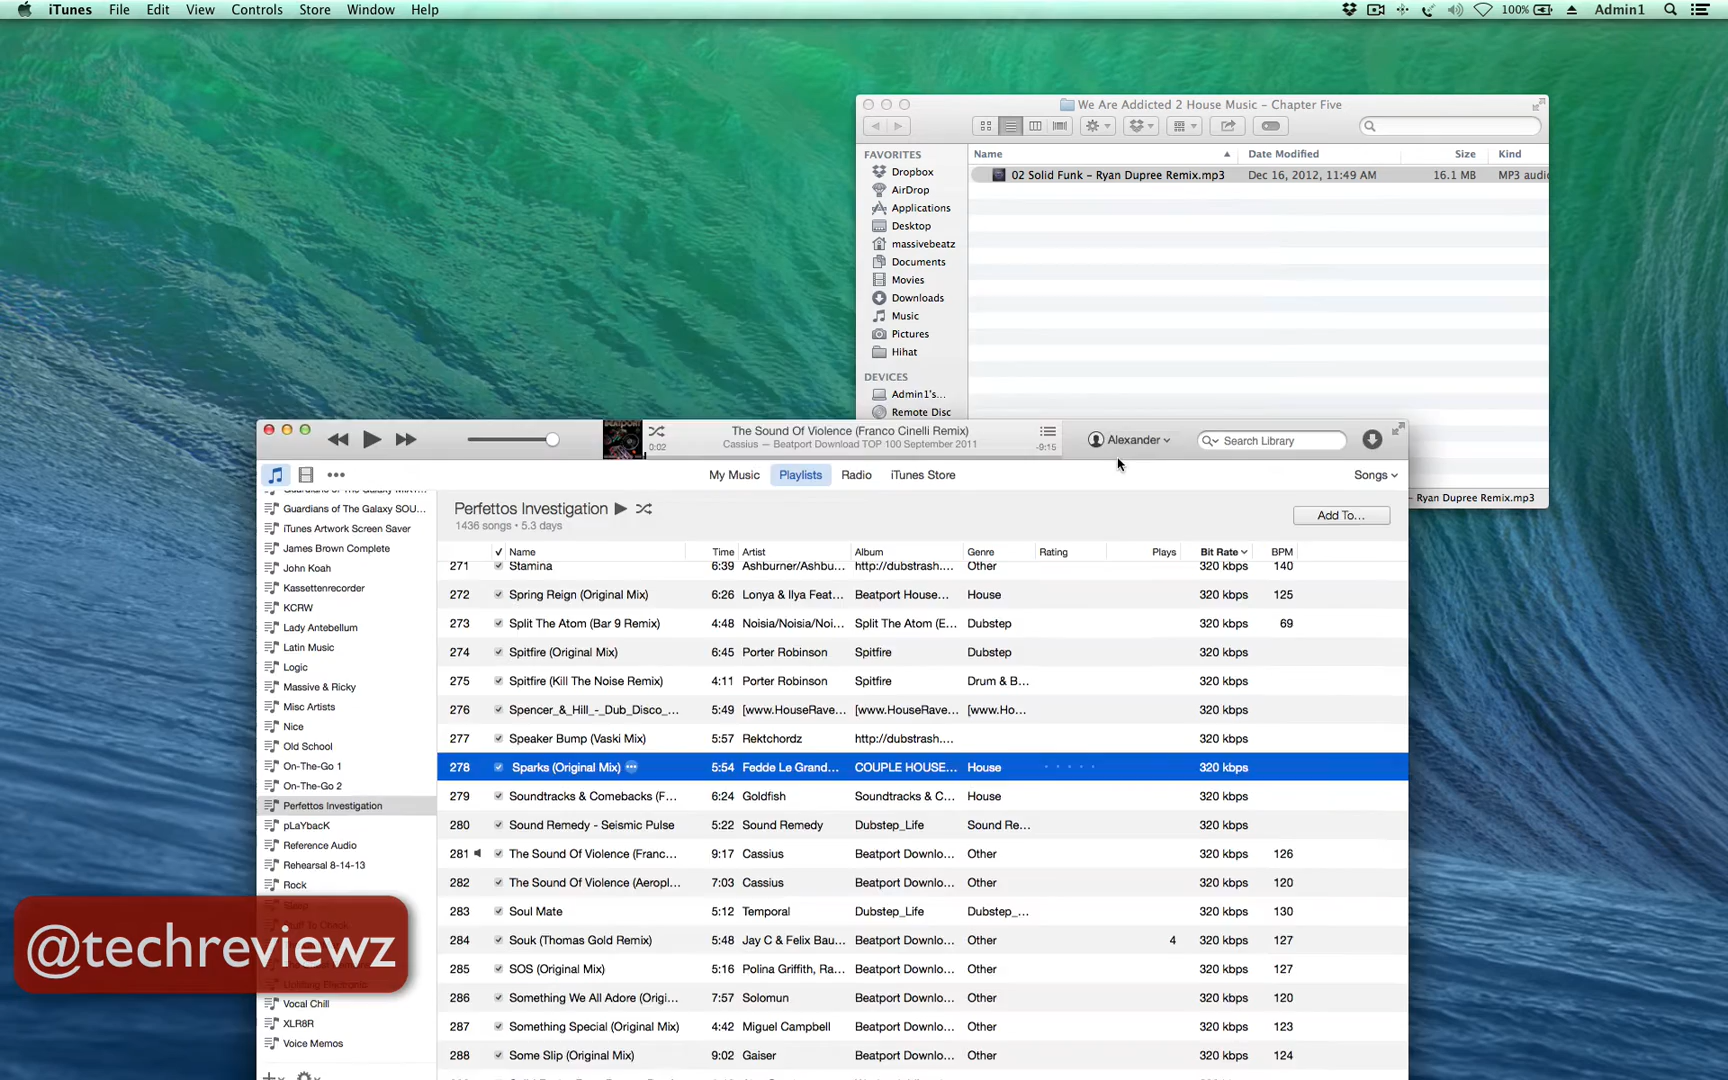 iTunes File Edit View Controls Store Window Help 100% Admin1
We Are Addicted 2 House Music – Chapter Five
FAVORITES
Dropbox
AirDrop
Applications
Desktop
massivebeatz
Documents
Movies
Downloads
Music
Pictures
Hihat
DEVICES
Admin1's...
Remote Disc
Name Date Modified Size Kind
02 Solid Funk – Ryan Dupree Remix.mp3 Dec 16, 2012, 11:49 AM 16.1 MB MP3 audio
– Ryan Dupree Remix.mp3
The Sound Of Violence (Franco Cinelli Remix)
0:02 Cassius — Beatport Download TOP 100 September 2011 -9:15
Alexander
Search Library
My Music Playlists Radio iTunes Store Songs
Guardians of The Galaxy SOU...
iTunes Artwork Screen Saver
James Brown Complete
John Koah
Kassettenrecorder
KCRW
Lady Antebellum
Latin Music
Logic
Massive & Ricky
Misc Artists
Nice
Old School
On-The-Go 1
On-The-Go 2
Perfettos Investigation
pLaYbacK
Reference Audio
Rehearsal 8-14-13
Rock
Vocal Chill
XLR8R
Voice Memos
Perfettos Investigation
1436 songs • 5.3 days
Add To...
Name Time Artist Album Genre Rating Plays Bit Rate BPM
271 Stamina 6:39 Ashburner/Ashbu... http://dubstrash.... Other 320 kbps 140
272 Spring Reign (Original Mix) 6:26 Lonya & Ilya Feat... Beatport House... House 320 kbps 125
273 Split The Atom (Bar 9 Remix) 4:48 Noisia/Noisia/Noi... Split The Atom (E... Dubstep 320 kbps 69
274 Spitfire (Original Mix) 6:45 Porter Robinson Spitfire Dubstep 320 kbps
275 Spitfire (Kill The Noise Remix) 4:11 Porter Robinson Spitfire Drum & B... 320 kbps
276 Spencer_&_Hill_-_Dub_Disco_... 5:49 [www.HouseRave... [www.HouseRave... [www.Ho... 320 kbps
277 Speaker Bump (Vaski Mix) 5:57 Rektchordz http://dubstrash.... 320 kbps
278 Sparks (Original Mix) 5:54 Fedde Le Grand... COUPLE HOUSE... House 320 kbps
279 Soundtracks & Comebacks (F... 6:24 Goldfish Soundtracks & C... House 320 kbps
280 Sound Remedy - Seismic Pulse 5:22 Sound Remedy Dubstep_Life Sound Re... 320 kbps
281 The Sound Of Violence (Franc... 9:17 Cassius Beatport Downlo... Other 320 kbps 126
282 The Sound Of Violence (Aeropl... 7:03 Cassius Beatport Downlo... Other 320 kbps 120
283 Soul Mate 5:12 Temporal Dubstep_Life Dubstep_... 320 kbps 130
284 Souk (Thomas Gold Remix) 5:48 Jay C & Felix Bau... Beatport Downlo... Other 4 320 kbps 127
285 SOS (Original Mix) 5:16 Polina Griffith, Ra... Beatport Downlo... Other 320 kbps 127
286 Something We All Adore (Origi... 7:57 Solomun Beatport Downlo... Other 320 kbps 120
287 Something Special (Original Mix) 4:42 Miguel Campbell Beatport Downlo... Other 320 kbps 123
288 Some Slip (Original Mix) 9:02 Gaiser Beatport Downlo... Other 320 kbps 124
@techreviewz